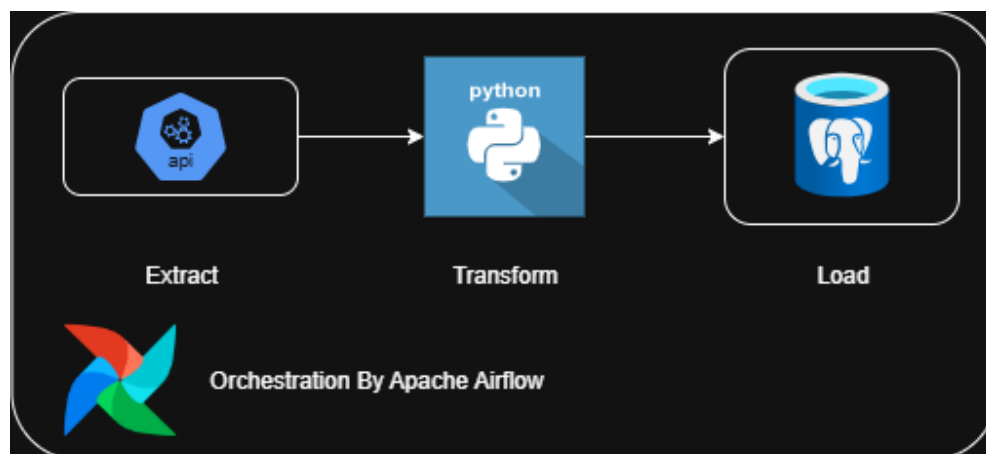 python
api
Extract
Transform
Load
Orchestration By Apache Airflow